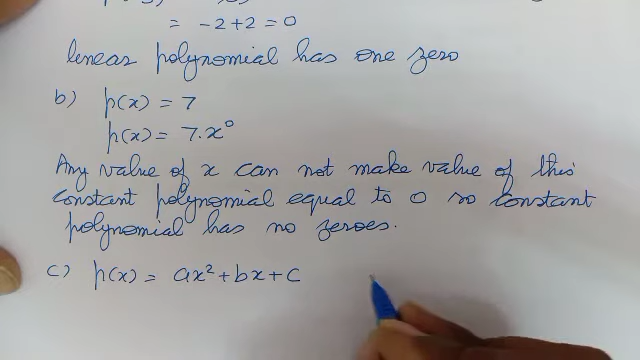 = -2+2=0
linear polynomial has one zero
b) p(x) = 7
p(x) = 7.x⁰
Any value of x can not make value of this
constant polynomial equal to 0 so constant
polynomial has no zeroes.
c) p(x) = ax²+bx+c